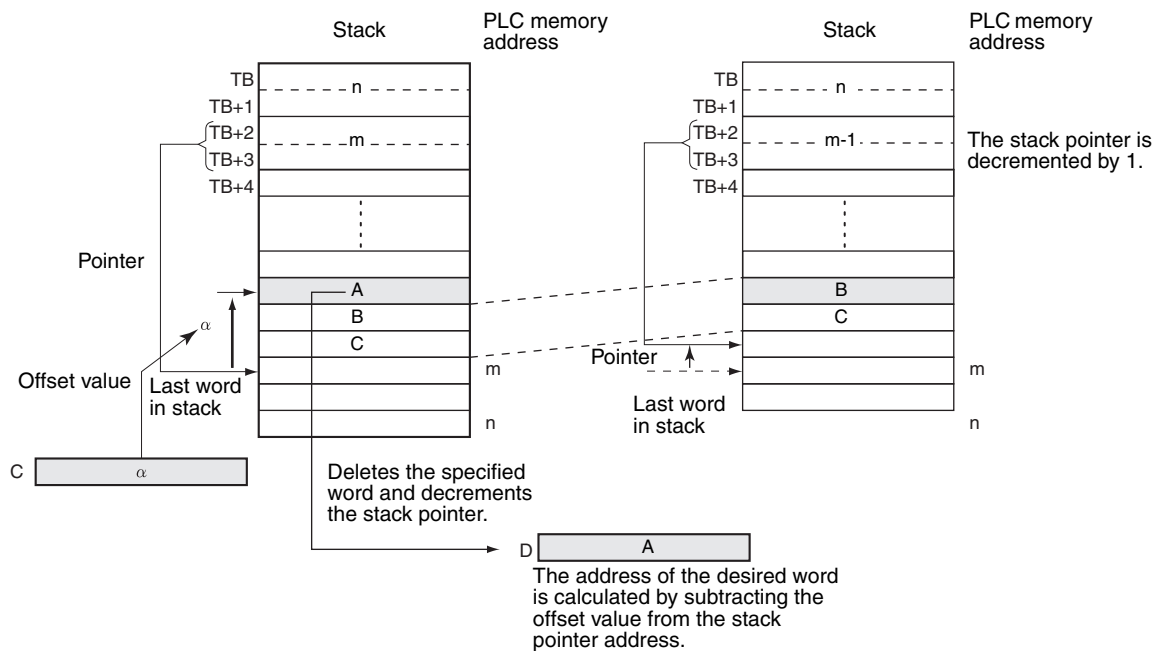 Stack
PLC memory
address
TB
TB+1
TB+2
TB+3
TB+4
n
m
Pointer
A
B
C
α
Offset value
Last word
in stack
m
n
C
α
Deletes the specified
word and decrements
the stack pointer.
D
A
The address of the desired word
is calculated by subtracting the
offset value from the stack
pointer address.
Stack
PLC memory
address
TB
TB+1
TB+2
TB+3
TB+4
n
m-1
The stack pointer is
decremented by 1.
B
C
Pointer
Last word
in stack
m
n